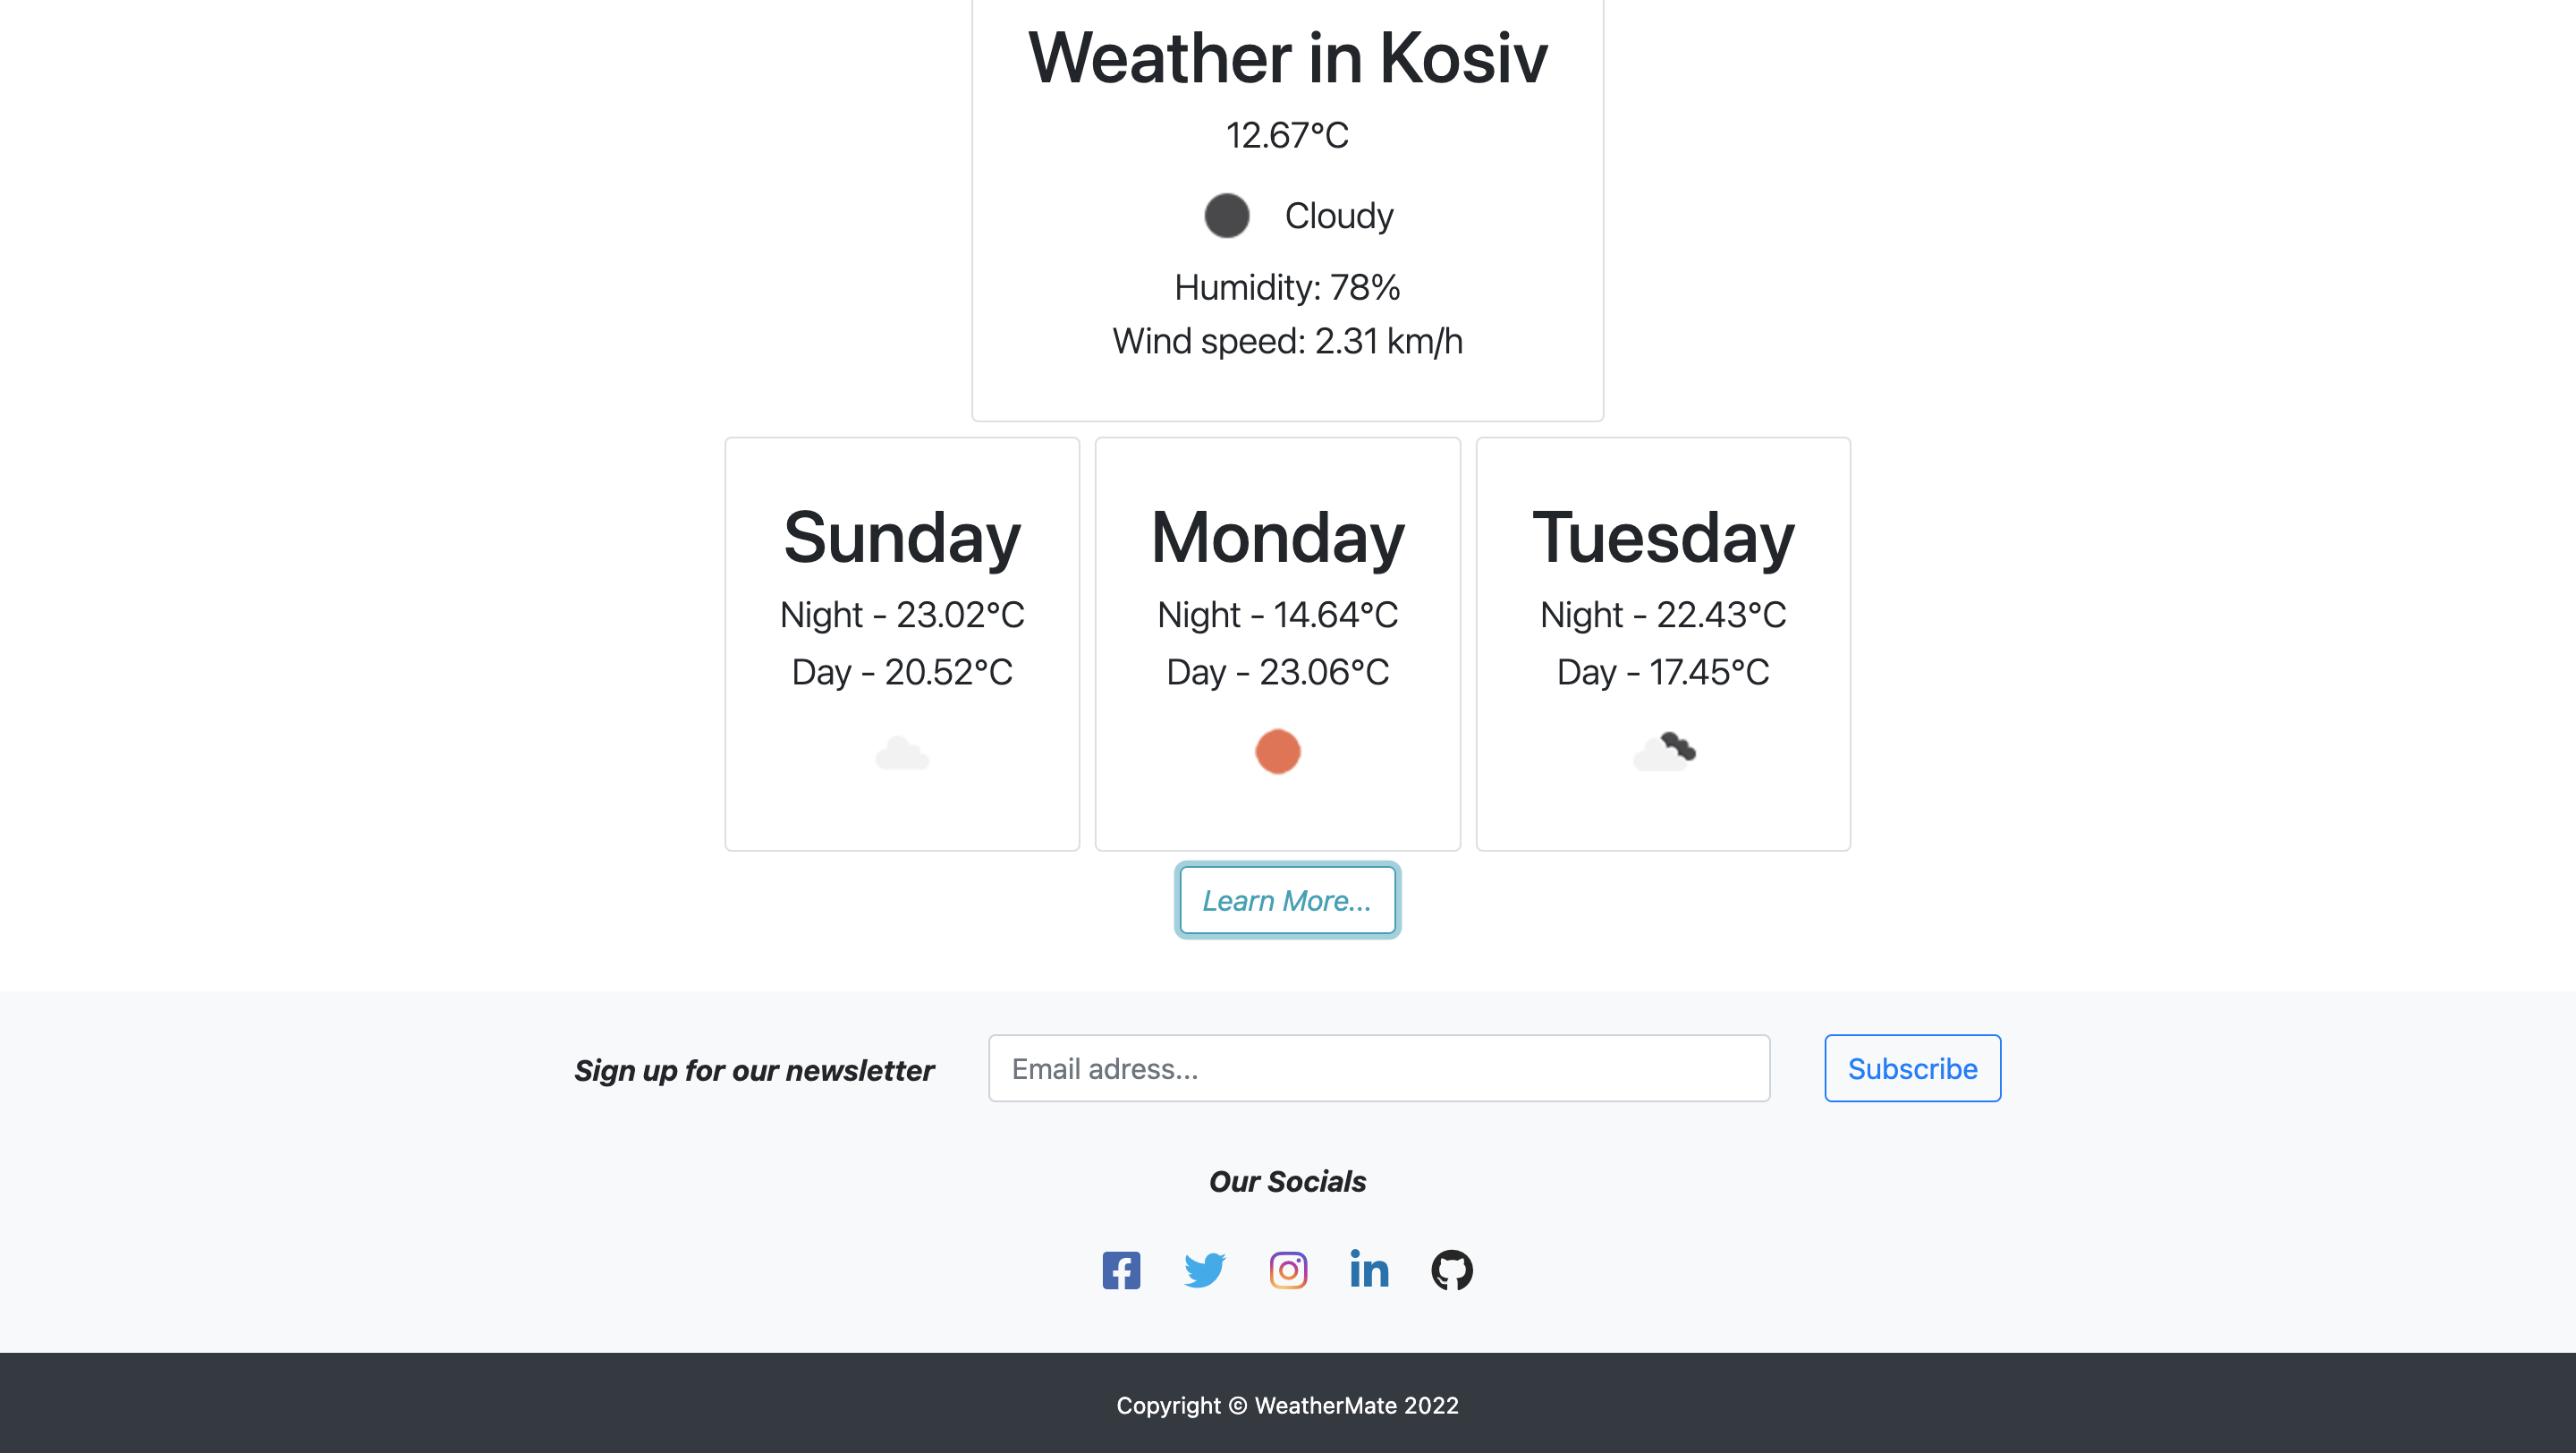 Weather in Kosiv
12.67°C
Cloudy
Humidity: 78%
Wind speed: 2.31 km/h
Sunday
Night - 23.02°C
Day - 20.52°C
Monday
Night - 14.64°C
Day - 23.06°C
Tuesday
Night - 22.43°C
Day - 17.45°C
Learn More...
Sign up for our newsletter
Email adress...
Subscribe
Our Socials
Copyright © WeatherMate 2022